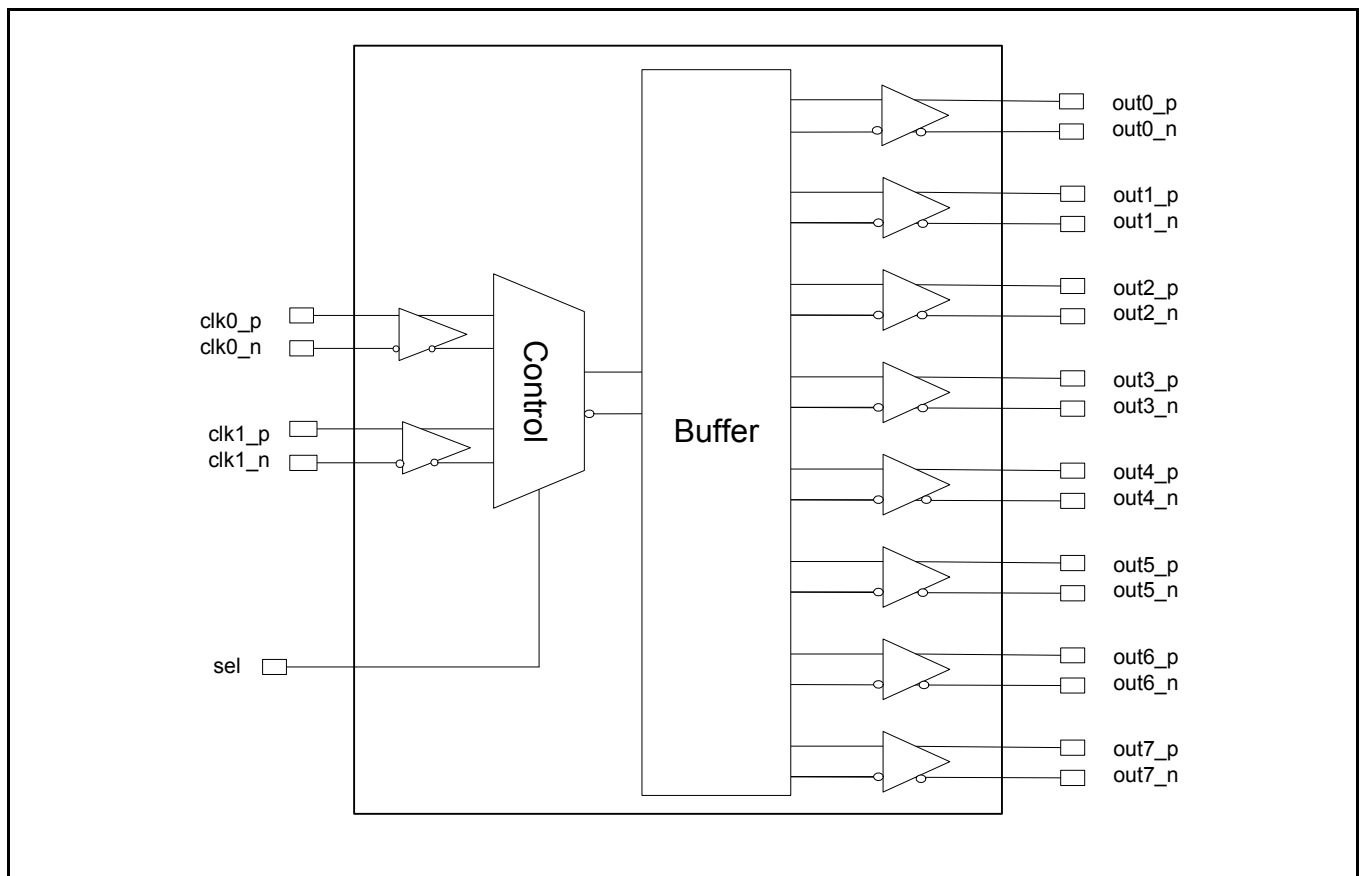 clk0_p
clk0_n
clk1_p
clk1_n
sel
Control
Buffer
out0_p
out0_n
out1_p
out1_n
out2_p
out2_n
out3_p
out3_n
out4_p
out4_n
out5_p
out5_n
out6_p
out6_n
out7_p
out7_n